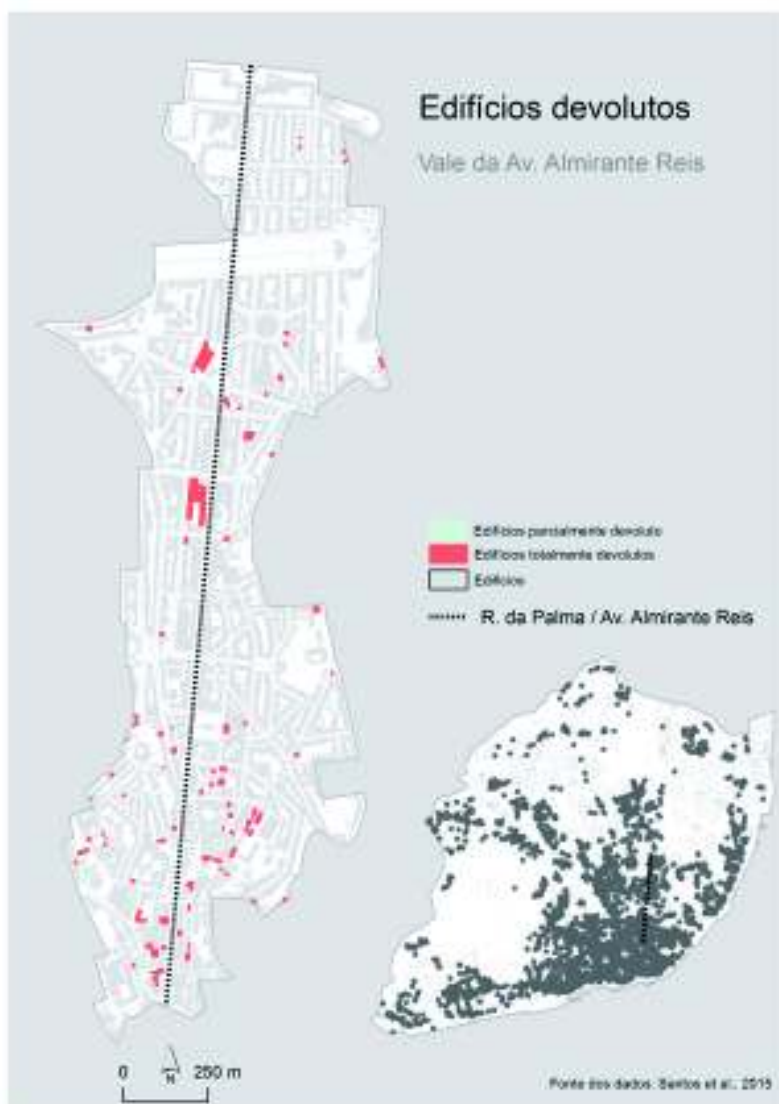 Edifícios devolutos
Vale da Av. Almirante Reis
Edifícios parcialmente devoluto
Edifícios totalmente devolutos
Edifícios
R. da Palma / Av. Almirante Reis
0 N 250 m
Fonte dos dados: Santos et al., 2015